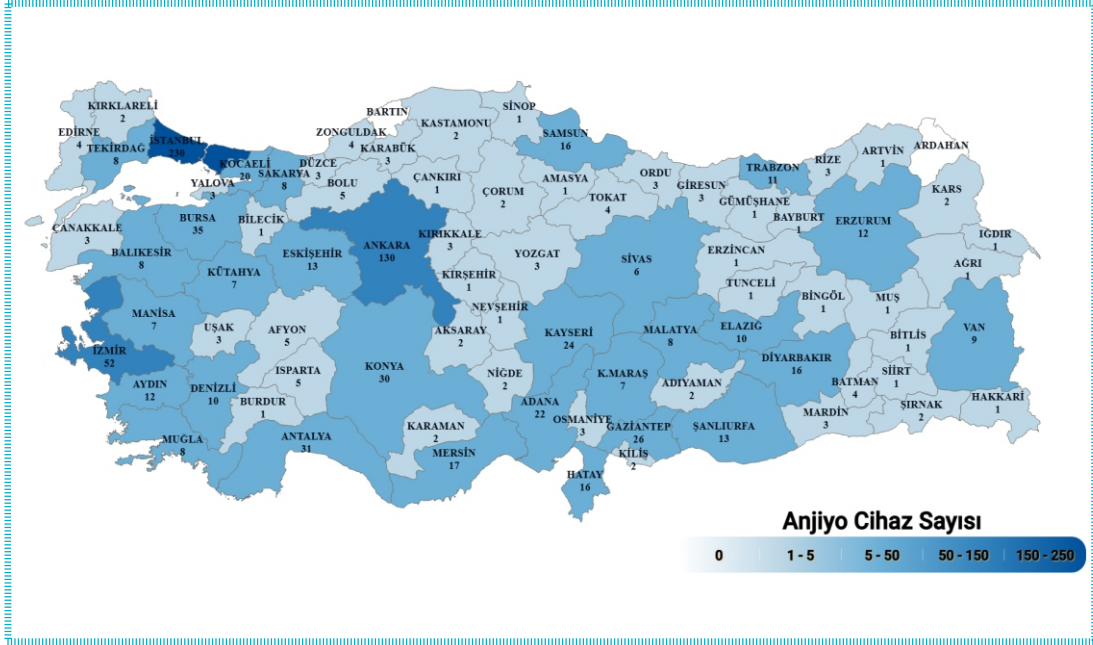 KIRKLARELİ
2
EDİRNE
4
TEKİRDAĞ
8
İSTANBUL
230
KOCAELİ
20
YALOVA
3
SAKARYA
8
DÜZCE
3
BOLU
5
ZONGULDAK
4
BARTIN
KARABÜK
3
KASTAMONU
2
SİNOP
1
SAMSUN
16
ÇANKIRI
1
ÇORUM
2
AMASYA
1
TOKAT
4
ORDU
3
GİRESUN
3
TRABZON
11
GÜMÜŞHANE
1
BAYBURT
1
RİZE
3
ARTVİN
1
ARDAHAN
KARS
2
IĞDIR
1
AĞRI
1
ERZURUM
12
ERZİNCAN
1
TUNCELİ
1
BİNGÖL
1
MUŞ
1
BİTLİS
1
VAN
9
HAKKARİ
1
ŞIRNAK
2
SİİRT
1
BATMAN
4
MARDİN
3
DİYARBAKIR
16
ELAZIĞ
10
MALATYA
8
ADIYAMAN
2
ŞANLIURFA
13
GAZİANTEP
26
KİLİS
2
HATAY
16
OSMANİYE
3
K.MARAŞ
7
ADANA
22
KAYSERİ
24
SİVAS
6
YOZGAT
3
KIRIKKALE
3
KIRŞEHİR
1
NEVŞEHİR
1
AKSARAY
2
NİĞDE
2
MERSİN
17
KARAMAN
2
KONYA
30
ANKARA
130
ESKİŞEHİR
13
BİLECİK
1
BURSA
35
ÇANAKKALE
3
BALIKESİR
8
KÜTAHYA
7
MANİSA
7
UŞAK
3
AFYON
5
İZMİR
52
AYDIN
12
DENİZLİ
10
ISPARTA
5
BURDUR
1
MUĞLA
8
ANTALYA
31
Anjiyo Cihaz Sayısı
0 1 - 5 5 - 50 50 - 150 150 - 250